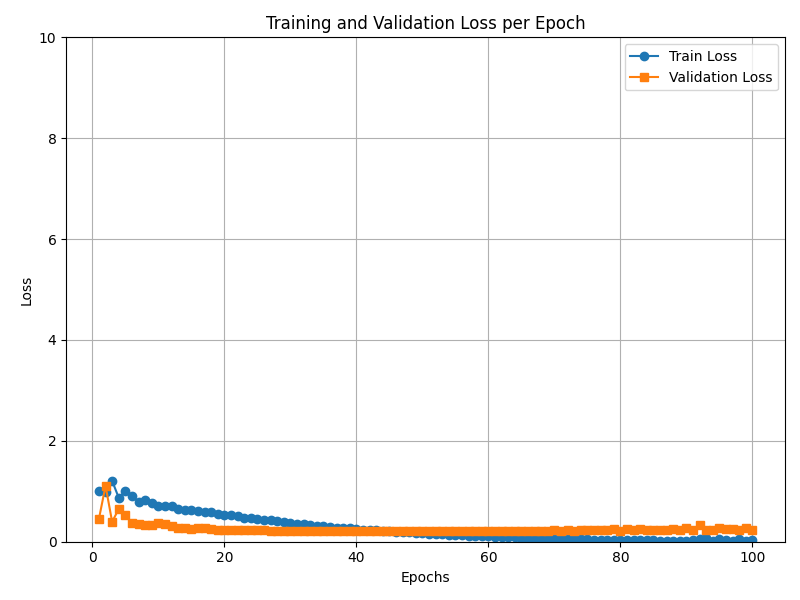 Training and Validation Loss per Epoch
Train Loss
Validation Loss
10
8
6
4
2
0
Loss
0 20 40 60 80 100
Epochs